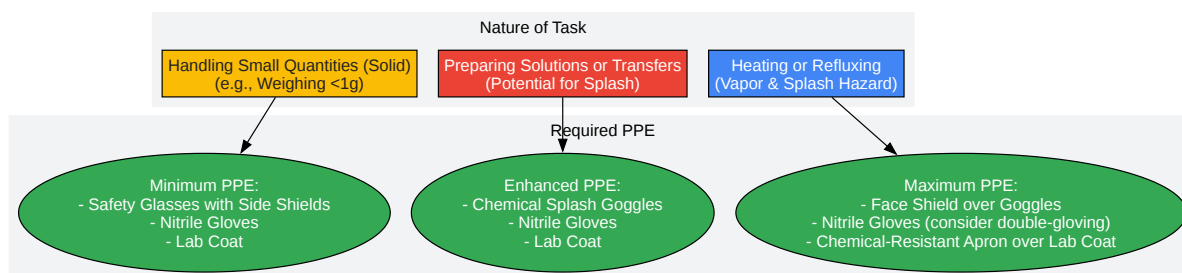 Nature of Task
Handling Small Quantities (Solid)
(e.g., Weighing <1g)
Preparing Solutions or Transfers
(Potential for Splash)
Heating or Refluxing
(Vapor & Splash Hazard)
Required PPE
Minimum PPE:
- Safety Glasses with Side Shields
- Nitrile Gloves
- Lab Coat
Enhanced PPE:
- Chemical Splash Goggles
- Nitrile Gloves
- Lab Coat
Maximum PPE:
- Face Shield over Goggles
- Nitrile Gloves (consider double-gloving)
- Chemical-Resistant Apron over Lab Coat